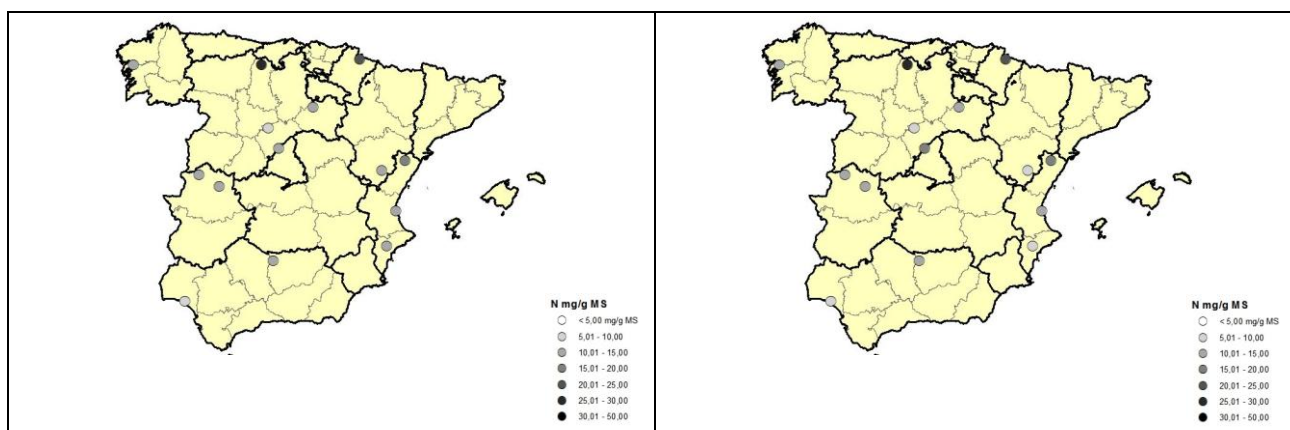 N mg/g MS
< 5,00 mg/g MS
5,01 - 10,00
10,01 - 15,00
15,01 - 20,00
20,01 - 25,00
25,01 - 30,00
30,01 - 50,00
N mg/g MS
< 5,00 mg/g MS
5,01 - 10,00
10,01 - 15,00
15,01 - 20,00
20,01 - 25,00
25,01 - 30,00
30,01 - 50,00